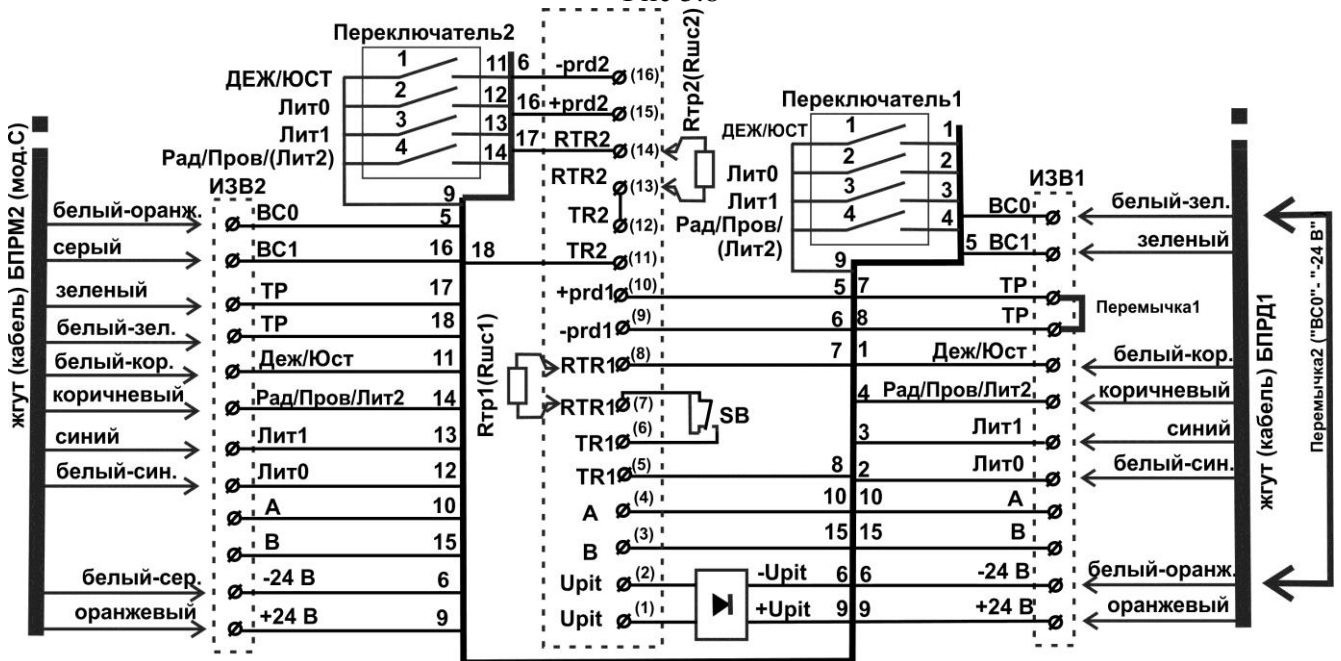 Переключатель2
1 11 6 -prd2 (16)
ДЕЖ/ЮСТ
2 12 16 +prd2 (15)
Лит0
3 13 17 RTR2 (14)
Лит1
4 14
Рад/Пров/(Лит2)
RTR2 (13)
TR2 (12)
18 TR2 (11)
Rтр2(Rшс2)
Переключатель1
ДЕЖ/ЮСТ 1 1
Лит0 2 2
Лит1 3 3
Рад/Пров/ 4 4
(Лит2)
9
жгут (кабель) БПРМ2 (мод.С)
ИЗВ2
9
белый-оранж. ВС0 5
серый ВС1 16
зеленый ТР 17
белый-зел. ТР 18
белый-кор. Деж/Юст 11
коричневый Рад/Пров/Лит2 14
синий Лит1 13
белый-син. Лит0 12
А 10
В 15
белый-сер. -24 В 6
оранжевый +24 В 9
Rтр1(Rшс1)
+prd1 (10) 5
-prd1 (9) 6
RTR1 (8) 7
RTR1 (7)
SB
TR1 (6)
TR1 (5) 8
А (4) 10
В (3) 15
Upit (2) -Upit 6
Upit (1) +Upit 9
ИЗВ1
ВС0 белый-зел.
5 ВС1 зеленый
7 ТР
Перемычка1
8 ТР
1 Деж/Юст белый-кор.
4 Рад/Пров/Лит2 коричневый
3 Лит1 синий
2 Лит0 белый-син.
10 А
15 В
6 -24 В белый-оранж.
9 +24 В оранжевый
жгут (кабель) БПРД1
Перемычка2 ("ВС0"- "-24 В")